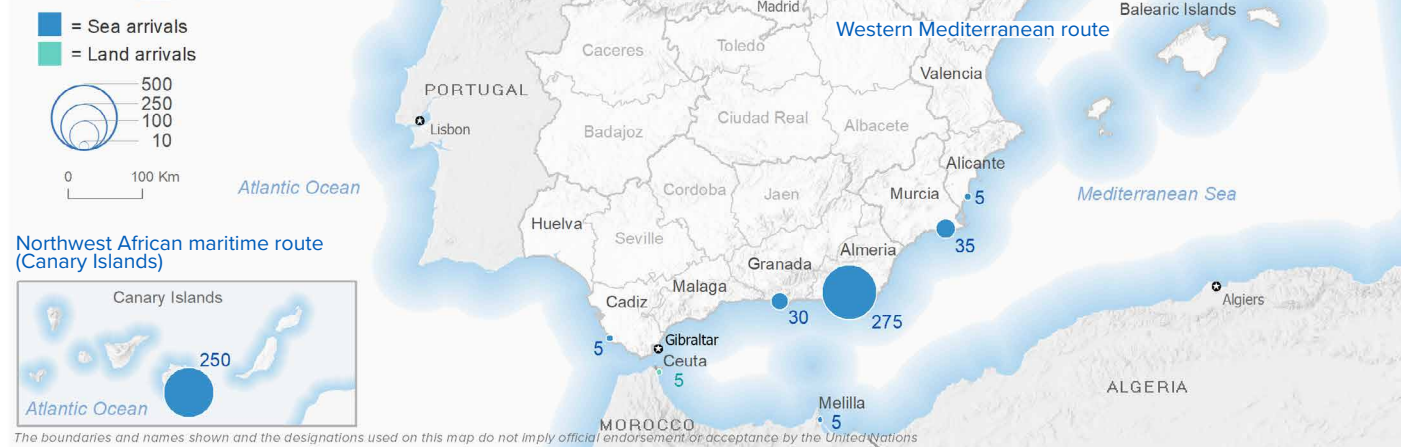 Madrid
Balearic Islands
= Sea arrivals
Western Mediterranean route
= Land arrivals
Caceres
Toledo
Valencia
500
250
100
10
PORTUGAL
Lisbon
Badajoz
Ciudad Real
Albacete
Alicante
0 100 Km
Atlantic Ocean
Cordoba
Jaen
Murcia
5
Mediterranean Sea
Huelva
Seville
Northwest African maritime route
(Canary Islands)
35
Almeria
Granada
Malaga
Cadiz
Canary Islands
30
275
Algiers
Gibraltar
5
250
Ceuta
5
ALGERIA
Atlantic Ocean
Melilla
5
MOROCCO
The boundaries and names shown and the designations used on this map do not imply official endorsement or acceptance by the United Nations